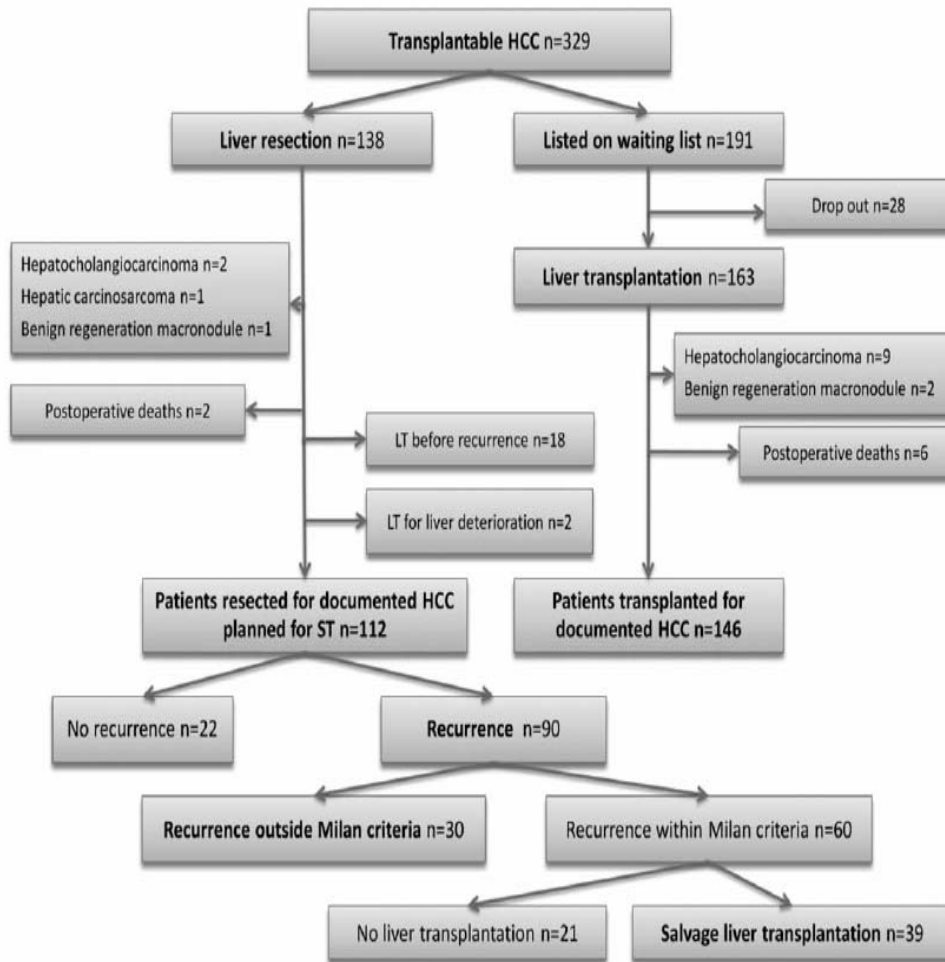 Transplantable HCC n=329
Liver resection n=138
Listed on waiting list n=191
Drop out n=28
Hepatocholangiocarcinoma n=2
Hepatic carcinosarcoma n=1
Benign regeneration macronodule n=1
Liver transplantation n=163
Hepatocholangiocarcinoma n=9
Benign regeneration macronodule n=2
Postoperative deaths n=2
LT before recurrence n=18
Postoperative deaths n=6
LT for liver deterioration n=2
Patients resected for documented HCC
planned for ST n=112
Patients transplanted for
documented HCC n=146
No recurrence n=22
Recurrence n=90
Recurrence outside Milan criteria n=30
Recurrence within Milan criteria n=60
No liver transplantation n=21
Salvage liver transplantation n=39